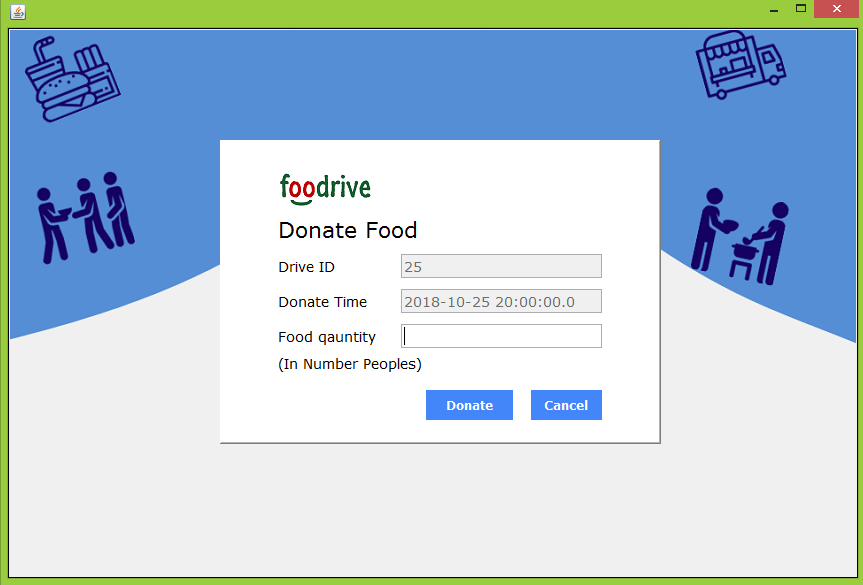 foodrive
Donate Food
Drive ID 25
Donate Time 2018-10-25 20:00:00.0
Food qauntity
(In Number Peoples)
Donate Cancel